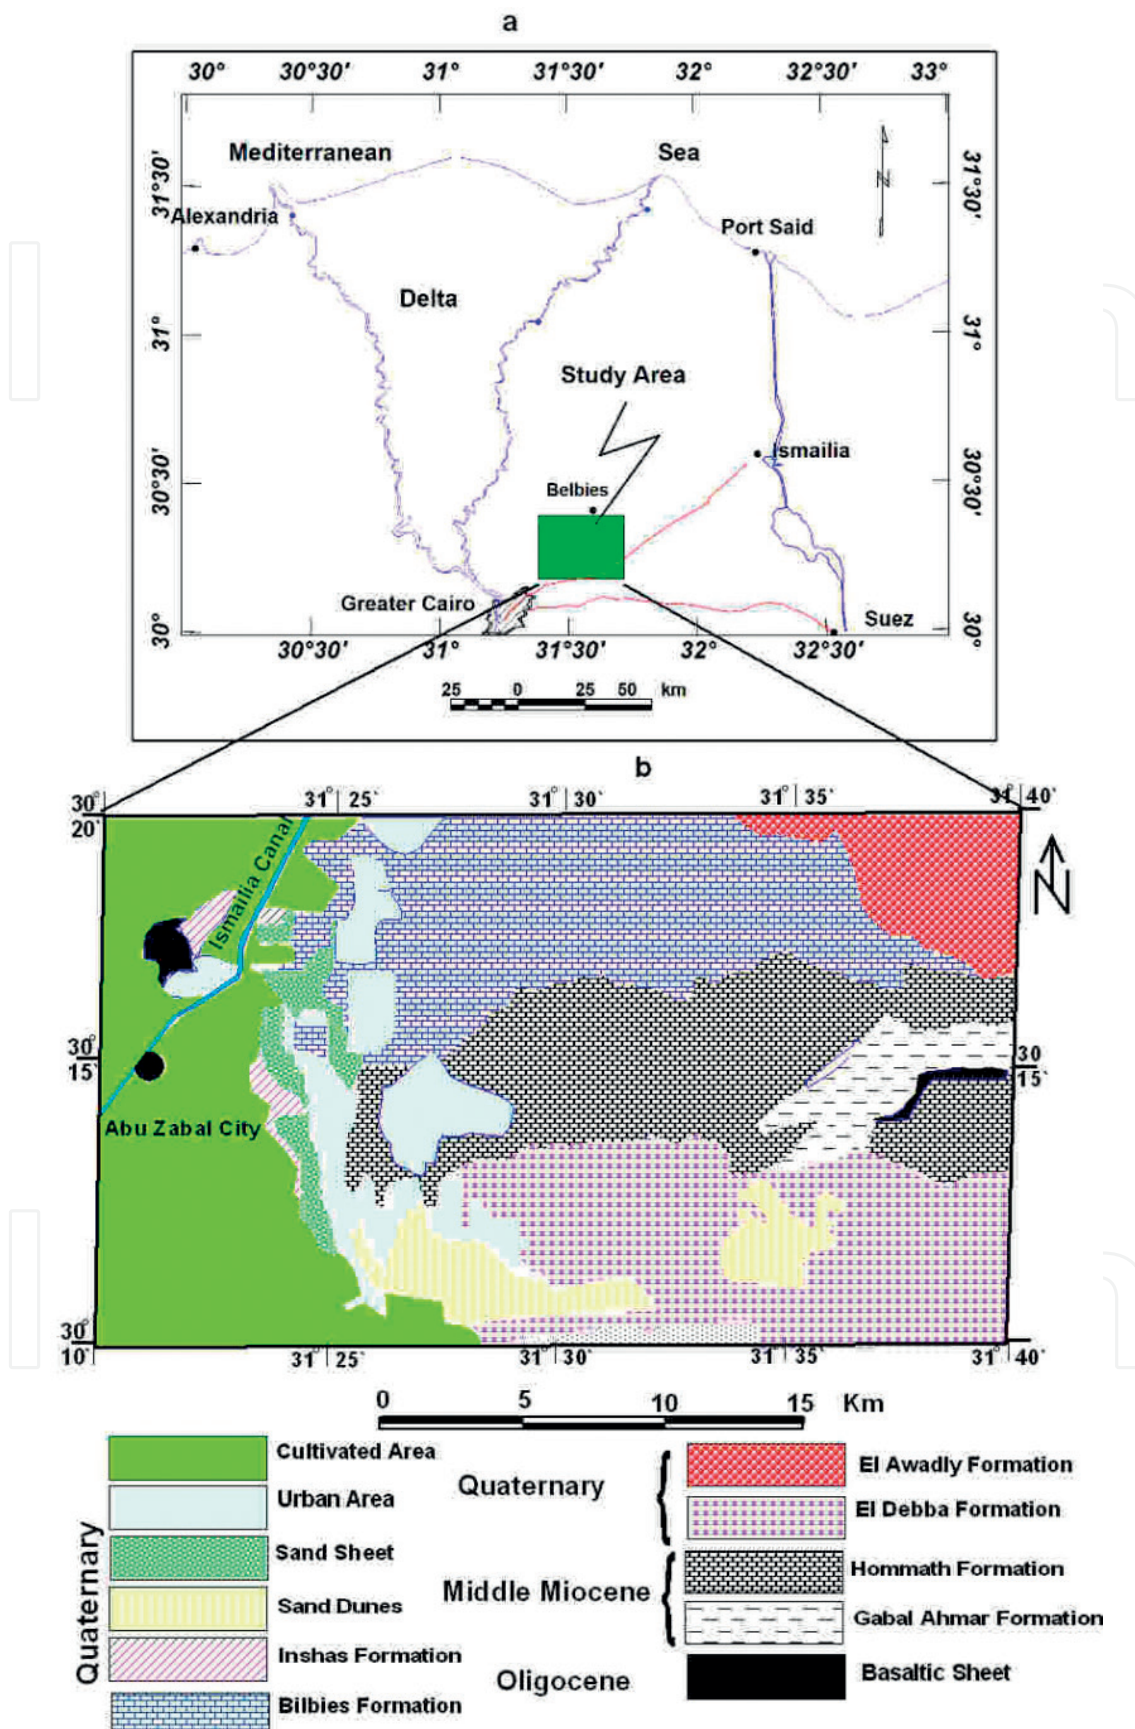 a
30° 30°30' 31° 31°30' 32° 32°30' 33°
Mediterranean Sea
31°30' 31°30'
Alexandria
Port Said
Delta
31° 31°
Study Area
Ismailia
30°30' 30°30'
Belbies
Greater Cairo
Suez
30° 30°
30°30' 31° 31°30' 32° 32°30'
25 0 25 50 km
b
30° 20' 31° 25' 31° 30' 31° 35' 31° 40'
Ismailia Canal
N
30° 15' 30 15'
Abu Zabal City
30° 10' 31° 25' 31° 30' 31° 35' 31° 40'
0 5 10 15 Km
Quaternary
Cultivated Area
Urban Area
Sand Sheet
Sand Dunes
Inshas Formation
Bilbies Formation
Quaternary
El Awadly Formation
El Debba Formation
Middle Miocene
Hommath Formation
Gabal Ahmar Formation
Oligocene
Basaltic Sheet